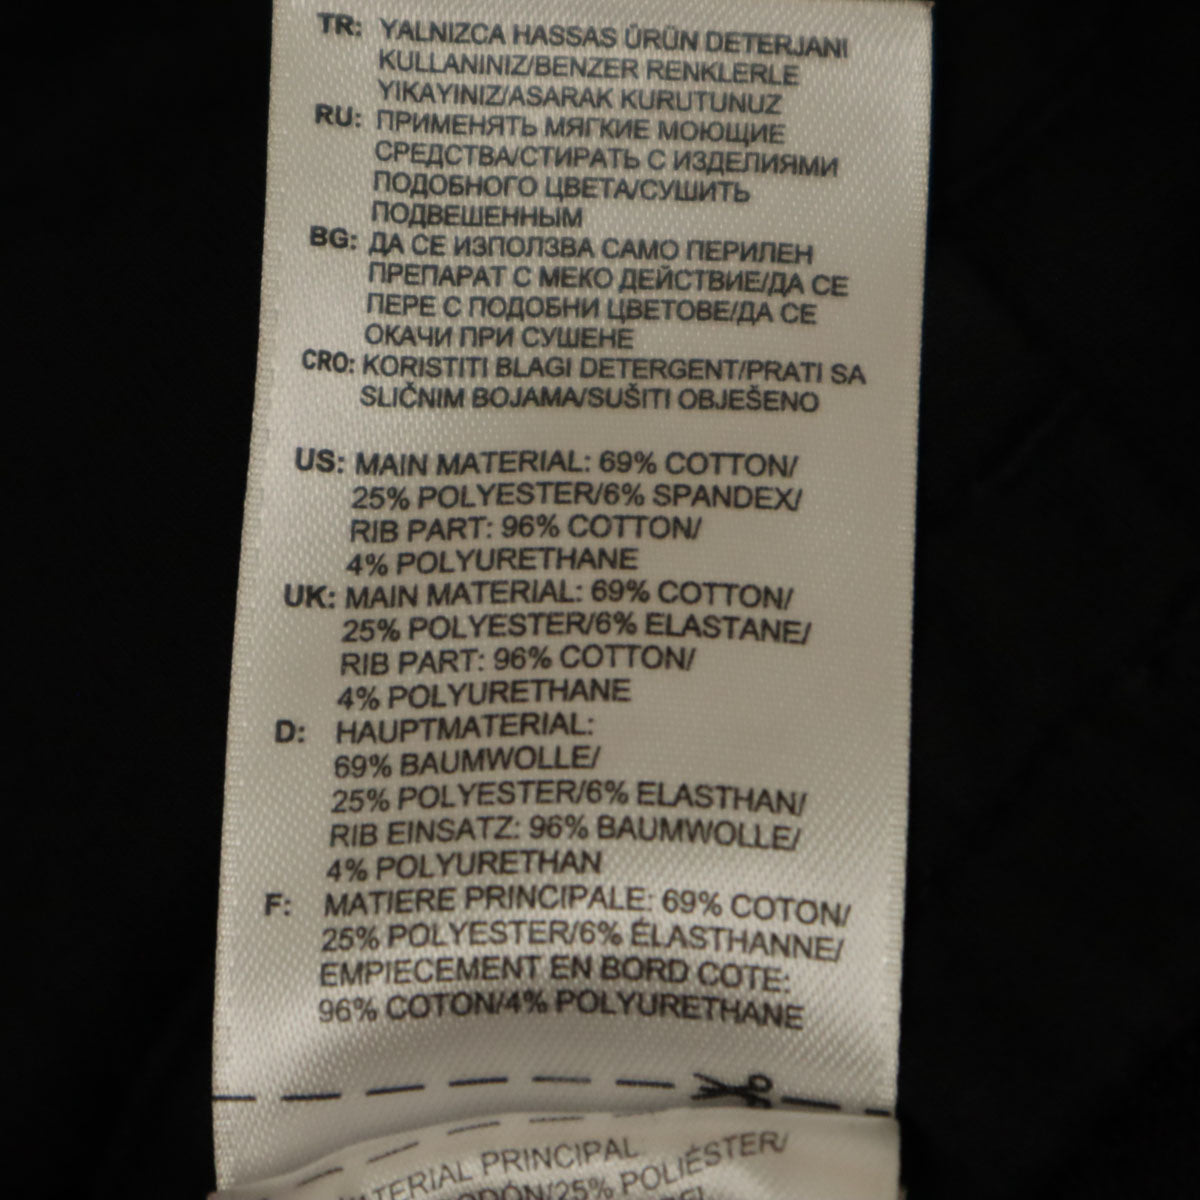 TR: YALNIZCA HASSAS ÜRÜN DETERJANI
KULLANINIZ/BENZER RENKLERLE
YIKAYINIZ/ASARAK KURUTUNUZ
RU: ПРИМЕНЯТЬ МЯГКИЕ МОЮЩИЕ
СРЕДСТВА/СТИРАТЬ С ИЗДЕЛИЯМИ
ПОДОБНОГО ЦВЕТА/СУШИТЬ
ПОДВЕШЕННЫМ
BG: ДА СЕ ИЗПОЛЗВА САМО ПЕРИЛЕН
ПРЕПАРАТ С МЕКО ДЕЙСТВИЕ/ДА СЕ
ПЕРЕ С ПОДОБНИ ЦВЕТОВЕ/ДА СЕ
ОКАЧИ ПРИ СУШЕНЕ
CRO: KORISTITI BLAGI DETERGENT/PRATI SA
SLIČNIM BOJAMA/SUŠITI OBJEŠENO
US: MAIN MATERIAL: 69% COTTON/
25% POLYESTER/6% SPANDEX/
RIB PART: 96% COTTON/
4% POLYURETHANE
UK: MAIN MATERIAL: 69% COTTON/
25% POLYESTER/6% ELASTANE/
RIB PART: 96% COTTON/
4% POLYURETHANE
D: HAUPTMATERIAL:
69% BAUMWOLLE/
25% POLYESTER/6% ELASTHAN/
RIB EINSATZ: 96% BAUMWOLLE/
4% POLYURETHAN
F: MATIERE PRINCIPALE: 69% COTON/
25% POLYESTER/6% ÉLASTHANNE/
EMPIECEMENT EN BORD COTE:
96% COTON/4% POLYURETHANE
TERIAL PRINCIPAL
ODÓN/25% POLIÉSTER/